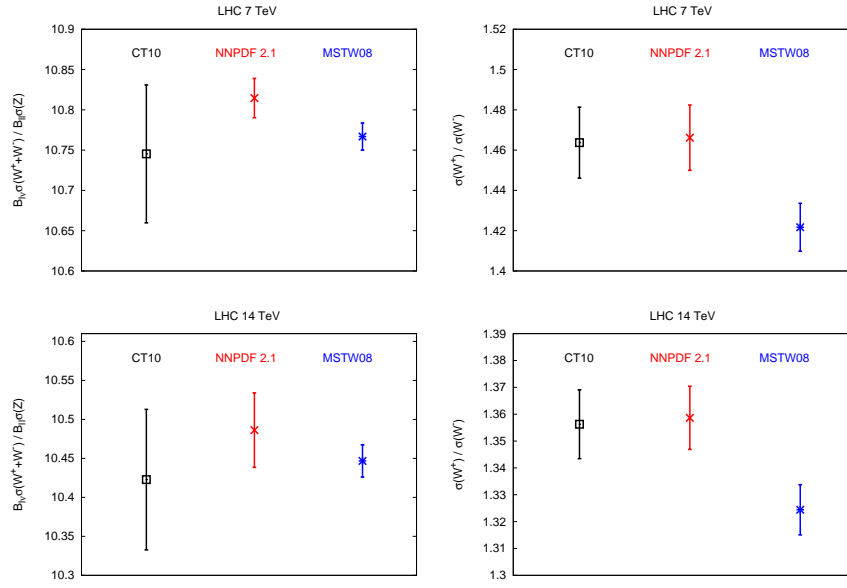 LHC 7 TeV
10.9
10.85
10.8
10.75
10.7
10.65
10.6
B_lν σ(W⁺+W⁻) / B_ll σ(Z)
CT10 NNPDF 2.1 MSTW08
LHC 7 TeV
1.52
1.5
1.48
1.46
1.44
1.42
1.4
σ(W⁺) / σ(W⁻)
CT10 NNPDF 2.1 MSTW08
LHC 14 TeV
10.6
10.55
10.5
10.45
10.4
10.35
10.3
B_lν σ(W⁺+W⁻) / B_ll σ(Z)
CT10 NNPDF 2.1 MSTW08
LHC 14 TeV
1.39
1.38
1.37
1.36
1.35
1.34
1.33
1.32
1.31
1.3
σ(W⁺) / σ(W⁻)
CT10 NNPDF 2.1 MSTW08